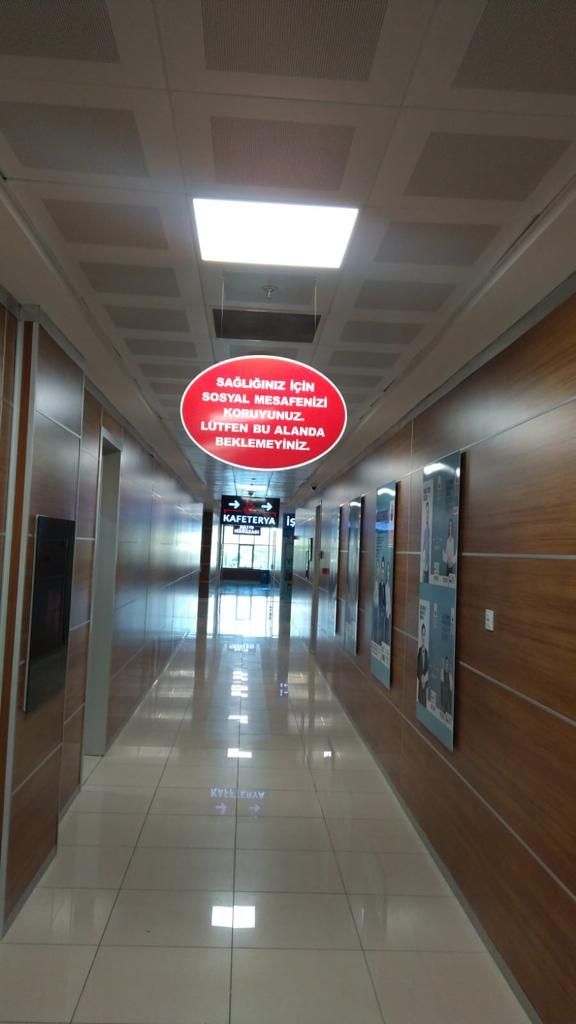 SAĞLIĞINIZ İÇİN
SOSYAL MESAFENİZİ
KORUYUNUZ.
LÜTFEN BU ALANDA
BEKLEMEYİNİZ.
KAFETERYA
İŞ